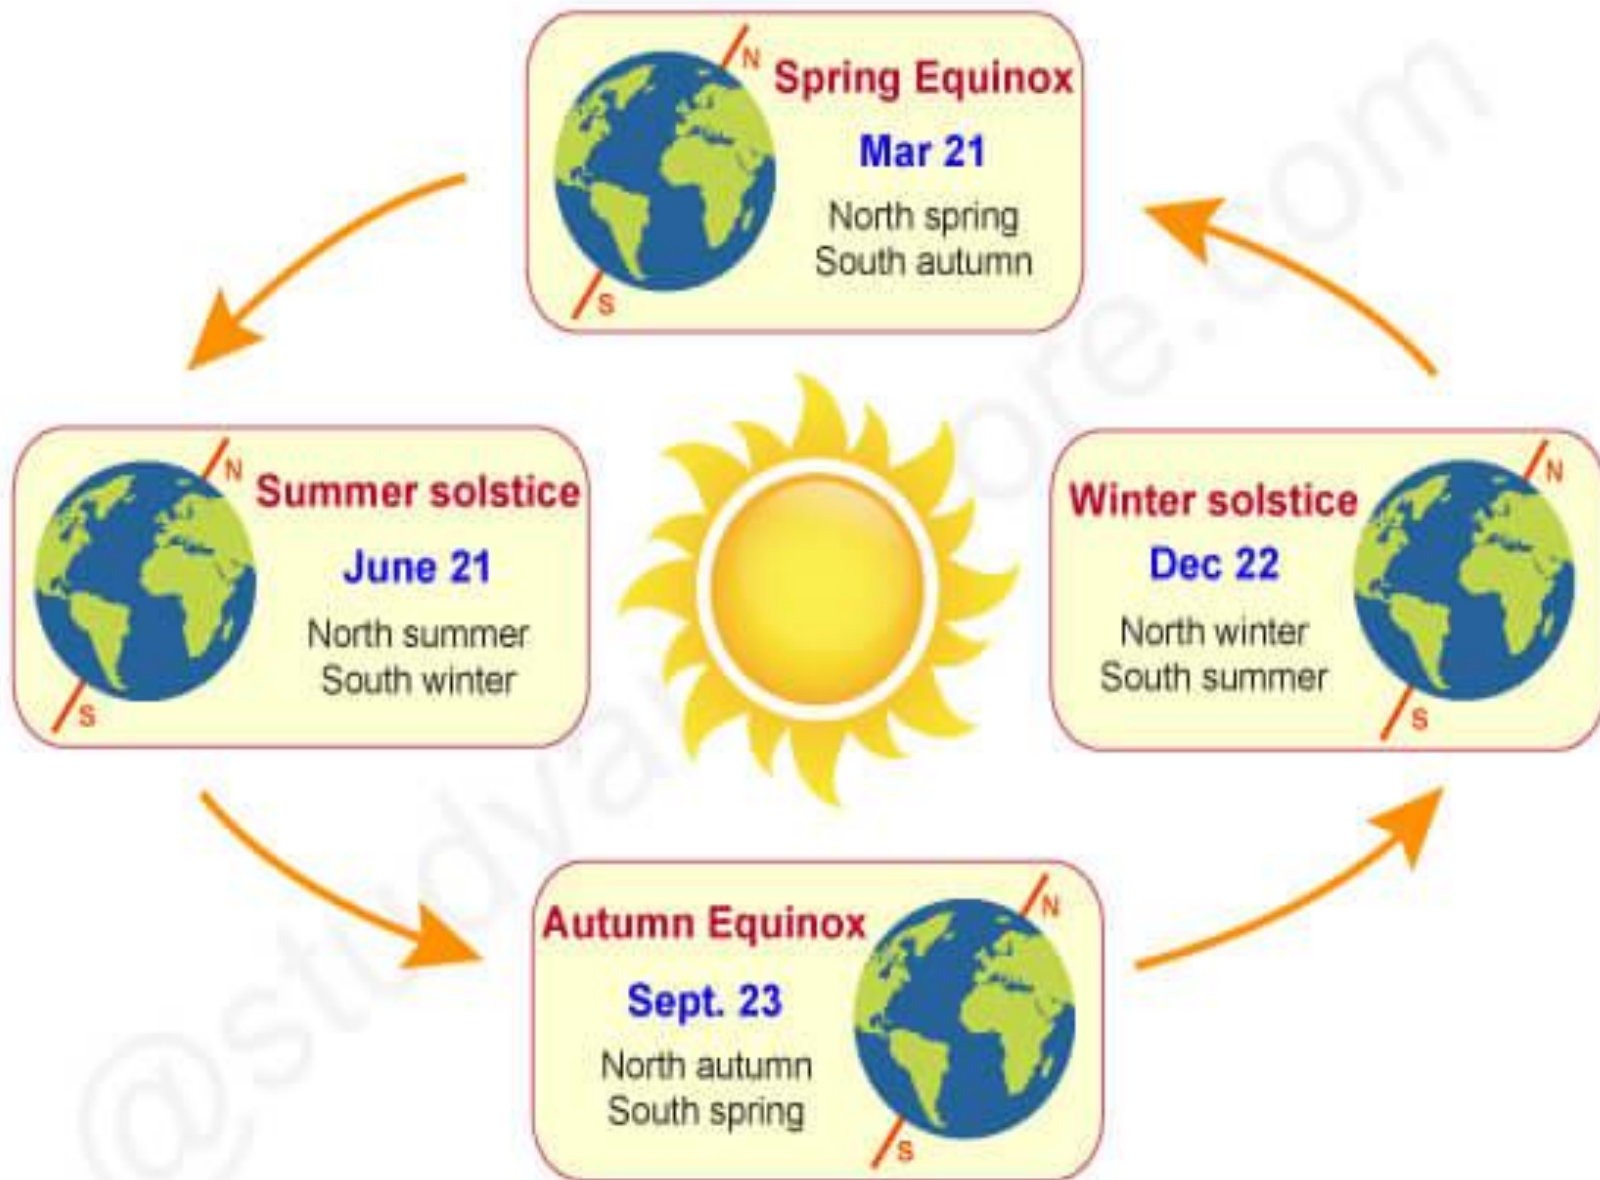 N
Spring Equinox
Mar 21
North spring
South autumn
S
N
Summer solstice
June 21
North summer
South winter
S
N
Winter solstice
Dec 22
North winter
South summer
S
N
Autumn Equinox
Sept. 23
North autumn
South spring
S